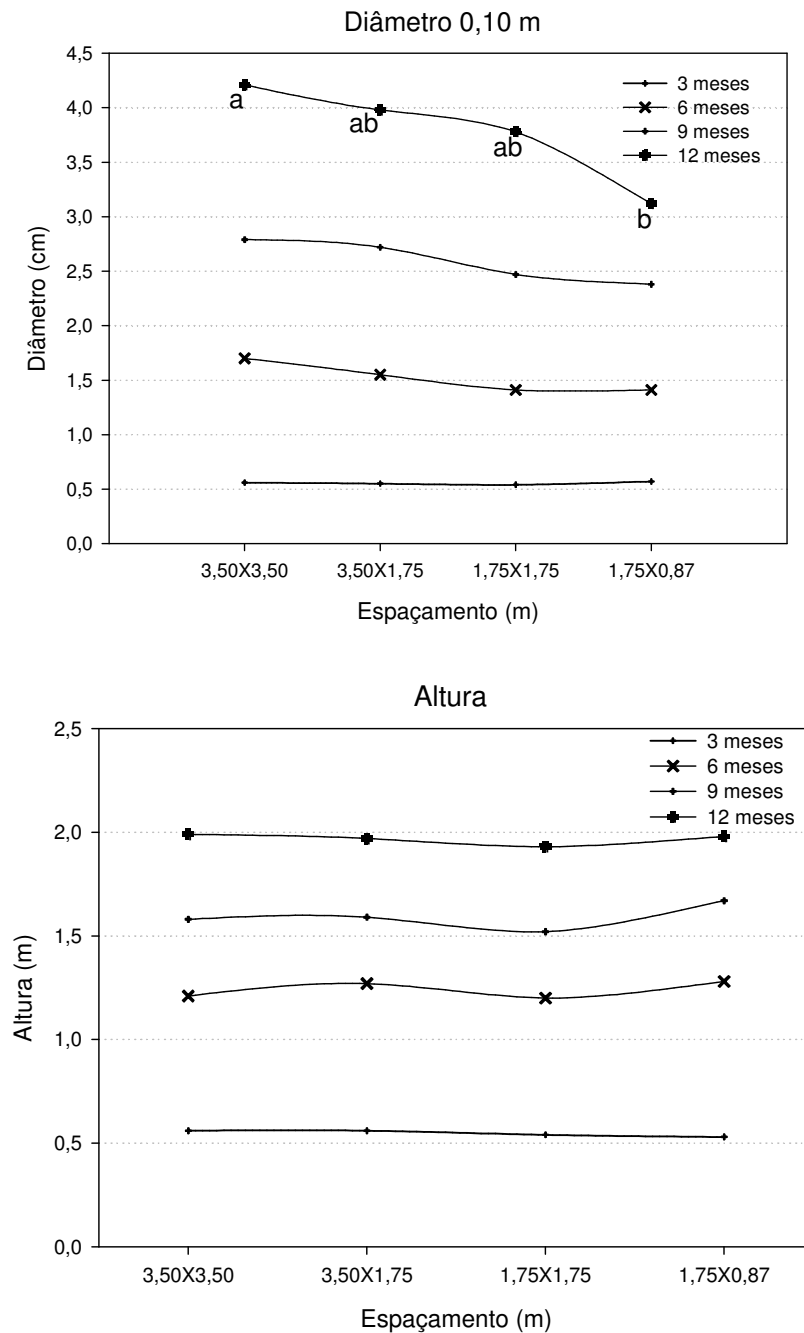 Diâmetro 0,10 m
4,5
4,0
3,5
3,0
2,5
2,0
1,5
1,0
0,5
0,0
Diâmetro (cm)
3 meses
6 meses
9 meses
12 meses
a
ab
ab
b
3,50X3,50 3,50X1,75 1,75X1,75 1,75X0,87
Espaçamento (m)
Altura
2,5
2,0
1,5
1,0
0,5
0,0
Altura (m)
3 meses
6 meses
9 meses
12 meses
3,50X3,50 3,50X1,75 1,75X1,75 1,75X0,87
Espaçamento (m)